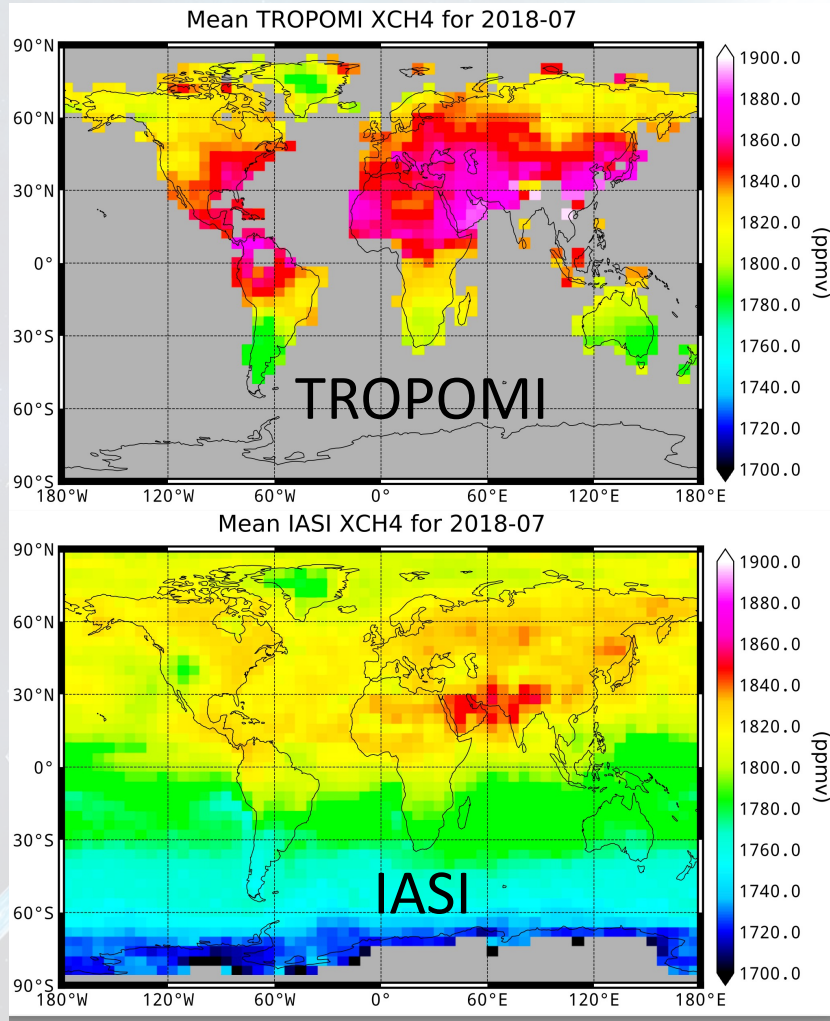 Mean TROPOMI XCH4 for 2018-07
90°N
60°N
30°N
0°
30°S
60°S
90°S
180°W 120°W 60°W 0° 60°E 120°E 180°E
TROPOMI
1900.0
1880.0
1860.0
1840.0
1820.0
1800.0
1780.0
1760.0
1740.0
1720.0
1700.0
(ppmv)
Mean IASI XCH4 for 2018-07
90°N
60°N
30°N
0°
30°S
60°S
90°S
180°W 120°W 60°W 0° 60°E 120°E 180°E
IASI
1900.0
1880.0
1860.0
1840.0
1820.0
1800.0
1780.0
1760.0
1740.0
1720.0
1700.0
(ppmv)